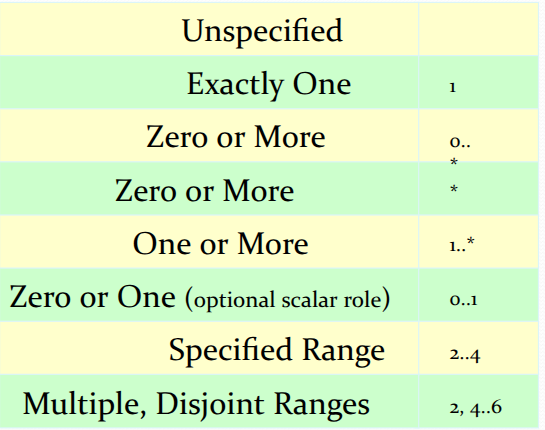 Unspecified
Exactly One 1
Zero or More 0..
*
Zero or More *
One or More 1..*
Zero or One (optional scalar role) 0..1
Specified Range 2..4
Multiple, Disjoint Ranges 2, 4..6